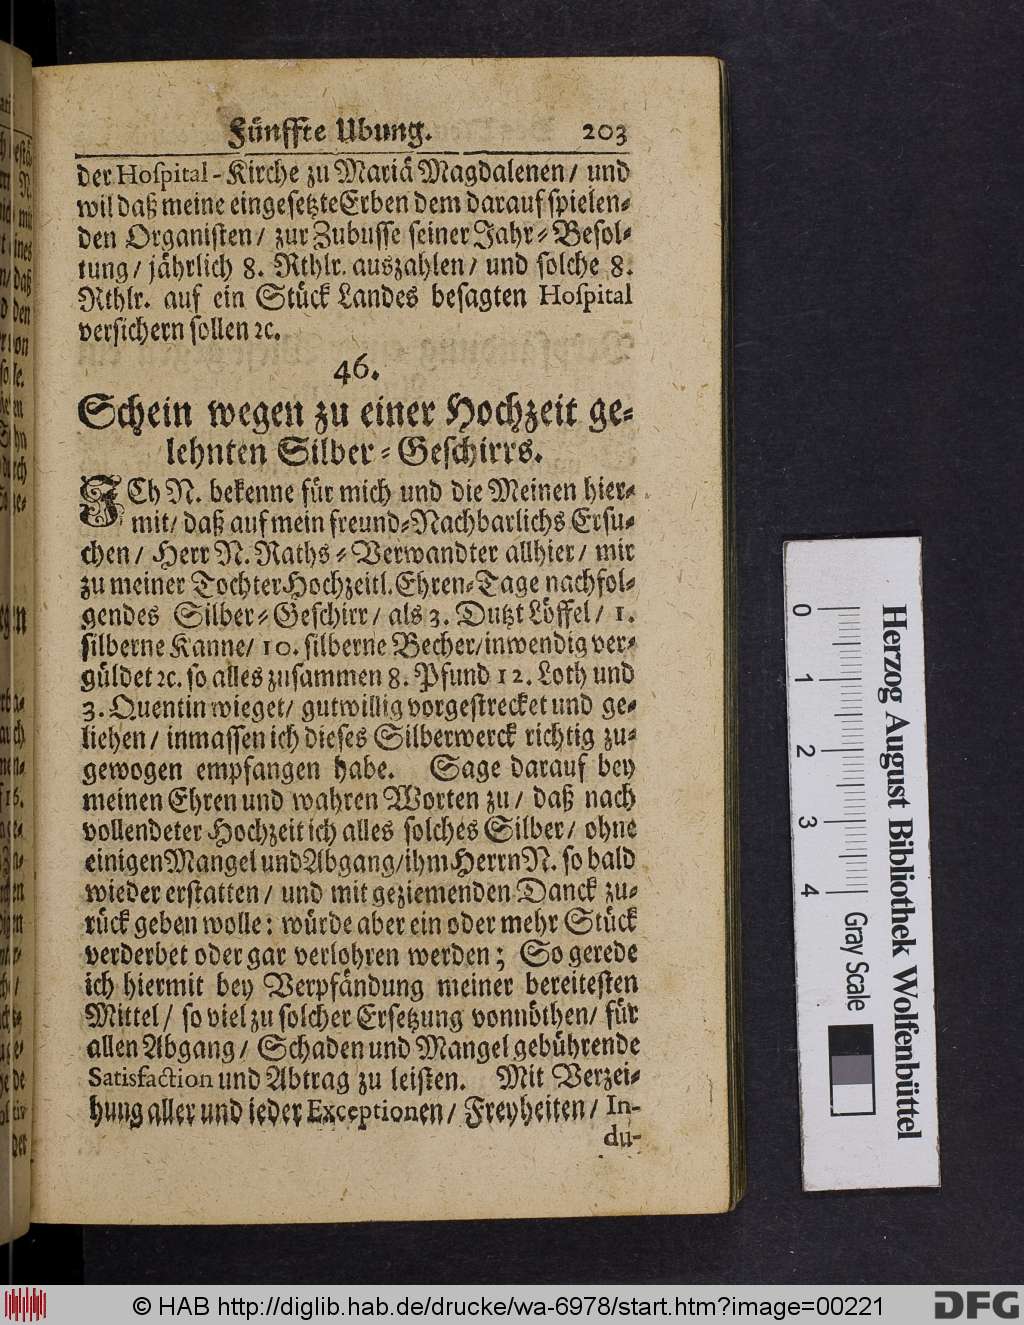 Fünffte Ubung. 203
der Hoſpital-Kirche zu Mariä Magdalenen / und
wil daß meine eingeſetzte Erben dem darauf ſpielen⸗
den Organiſten / zur Zubuſſe ſeiner Jahr⸗Beſol⸗
tung / jährlich 8. Rthlr. auszahlen / und ſolche 8.
Rthlr. auf ein Stück Landes beſagten Hoſpital
verſichern ſollen ꝛc.
46.
Schein wegen zu einer Hochzeit ge⸗
lehnten Silber⸗Geſchirrs.
ICh N. bekenne für mich und die Meinen hier⸗
mit / daß auf mein freund⸗Nachbarlichs Erſu⸗
chen / Herr N. Raths⸗Verwandter allhier / mir
zu meiner Tochter Hochzeitl. Ehren⸗Tage nachfol⸗
gendes Silber⸗Geſchirr / als 3. Dutzt Löffel / 1.
ſilberne Kanne / 10. ſilberne Becher / inwendig ver⸗
güldet ꝛc. ſo alles zuſammen 8. Pfund 12. Loth und
3. Quentin wieget / gutwillig vorgeſtrecket und ge⸗
liehen / inmaſſen ich dieſes Silberwerck richtig zu⸗
gewogen empfangen habe. Sage darauf bey
meinen Ehren und wahren Worten zu / daß nach
vollendeter Hochzeit ich alles ſolches Silber / ohne
einigen Mangel und Abgang / ihm Herrn N. ſo bald
wieder erſtatten / und mit geziemenden Danck zu⸗
rück geben wolle: würde aber ein oder mehr Stück
verderbet oder gar verlohren werden; So gerede
ich hiermit bey Verpfändung meiner bereiteſten
Mittel / ſo viel zu ſolcher Erſetzung vonnöthen / für
allen Abgang / Schaden und Mangel gebührende
Satisfaction und Abtrag zu leiſten. Mit Verzei⸗
hung aller und jeder Exceptionen / Freyheiten / In-
du-
0 1 2 3 4 Gray Scale
Herzog August Bibliothek Wolfenbüttel
© HAB http://diglib.hab.de/drucke/wa-6978/start.htm?image=00221
DFG